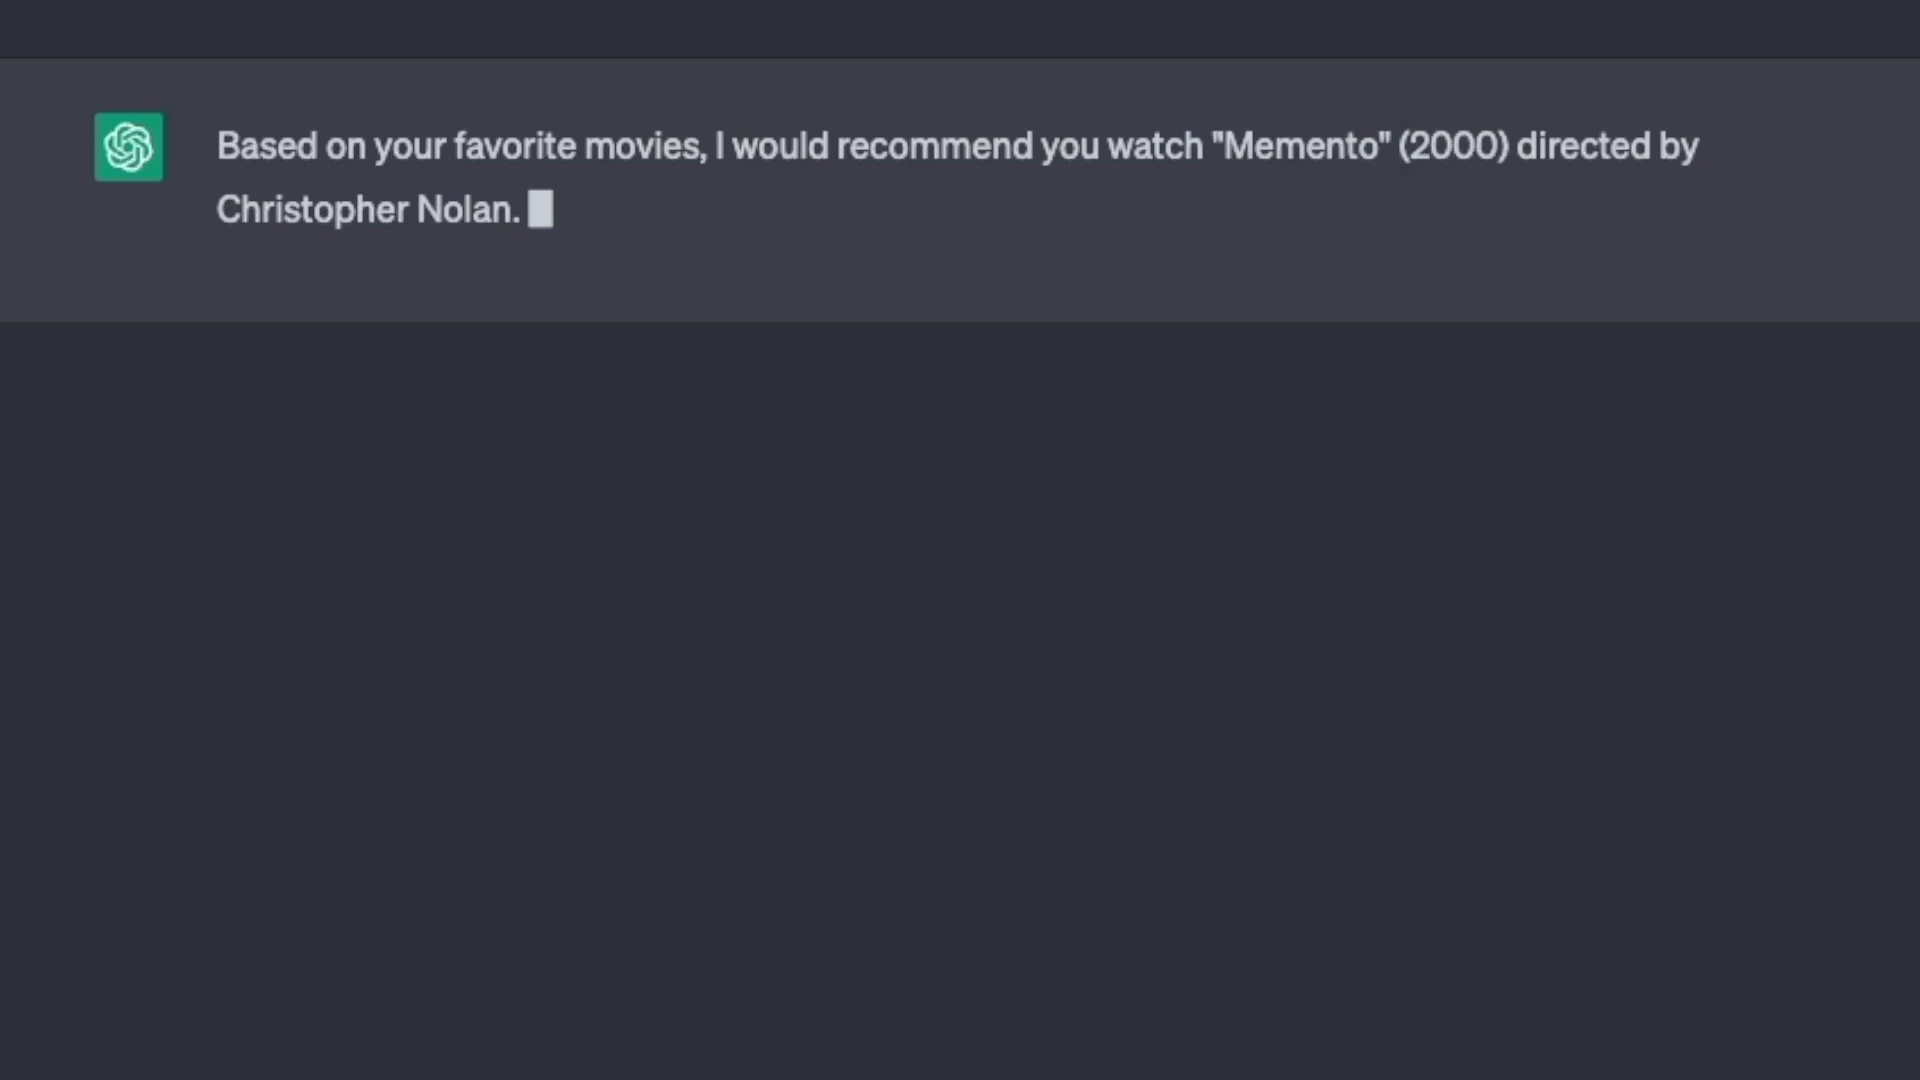 Based on your favorite movies, I would recommend you watch "Memento" (2000) directed by
Christopher Nolan.